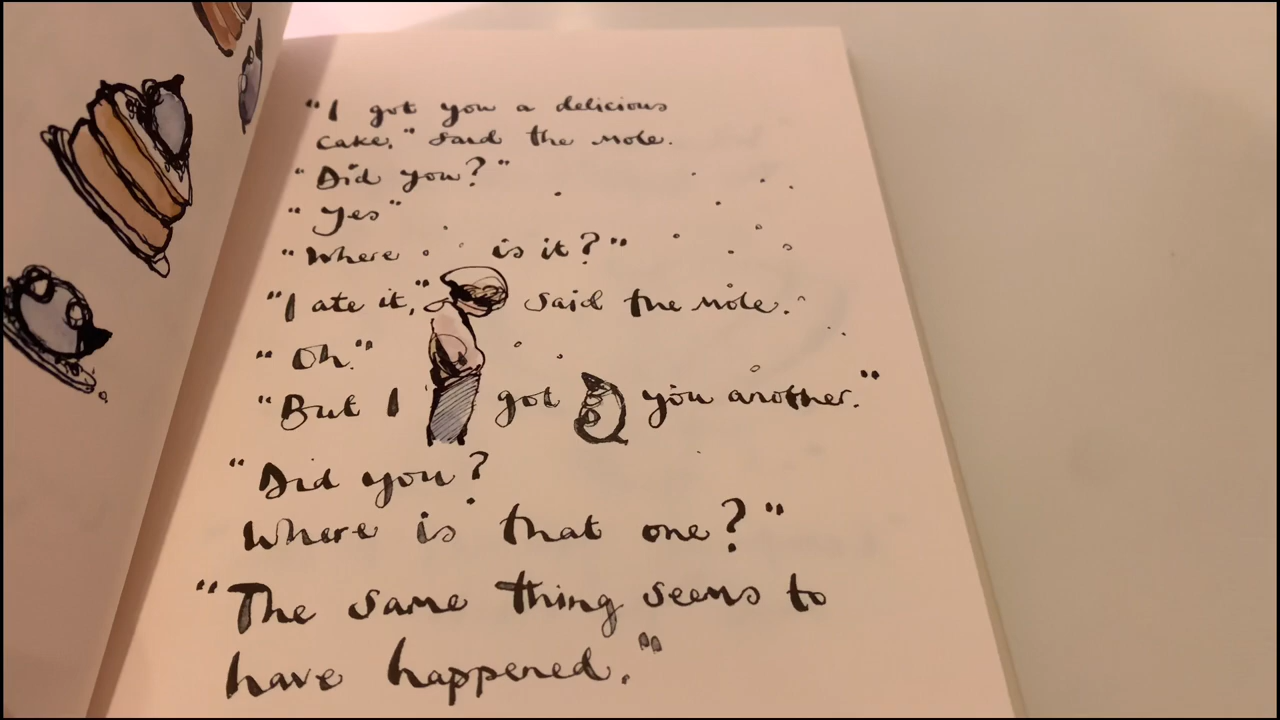 "I got you a delicious
cake," said the mole.
"Did you?"
"Yes"
"Where is it?"
"I ate it," said the mole.
"Oh."
"But I got you another."
"Did you?
Where is that one?"
"The same thing seems to
have happened."